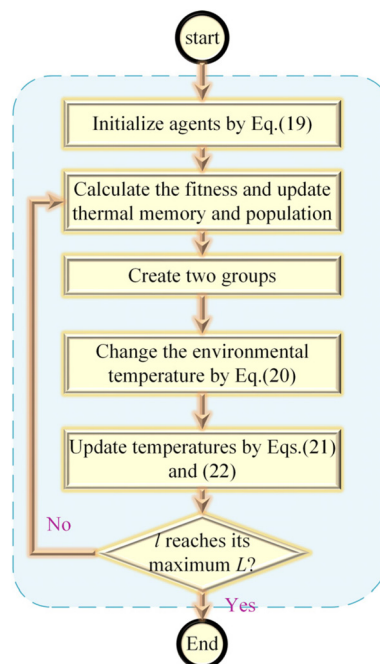 start
Initialize agents by Eq.(19)
Calculate the fitness and update
thermal memory and population
Create two groups
Change the environmental
temperature by Eq.(20)
Update temperatures by Eqs.(21)
and (22)
No
l reaches its
maximum L?
Yes
End